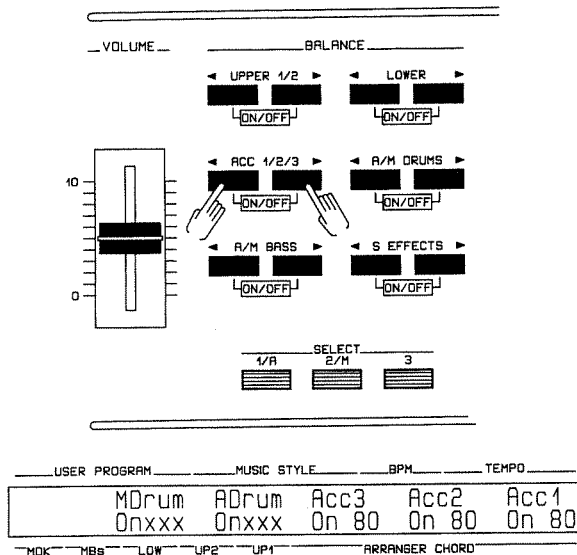 VOLUME
BALANCE
◄ UPPER 1/2 ►
◄ LOWER ►
ON/OFF
ON/OFF
◄ ACC 1/2/3 ►
◄ A/M DRUMS ►
ON/OFF
ON/OFF
10
0
◄ A/M BASS ►
◄ S EFFECTS ►
ON/OFF
ON/OFF
SELECT
1/A 2/M 3
USER PROGRAM MUSIC STYLE BPM TEMPO
MDrum ADrum Acc3 Acc2 Acc1
Onxxx Onxxx On 80 On 80 On 80
MDK MBs LOW UP2 UP1 ARRANGER CHORD